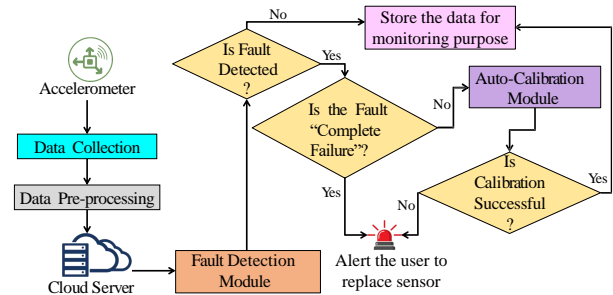 Accelerometer
Data Collection
Data Pre-processing
Cloud Server
Fault Detection
Module
Is Fault
Detected
?
No
Yes
Store the data for
monitoring purpose
Is the Fault
“Complete
Failure”?
No
Yes
Auto-Calibration
Module
Is
Calibration
Successful
?
Yes
No
Alert the user to
replace sensor